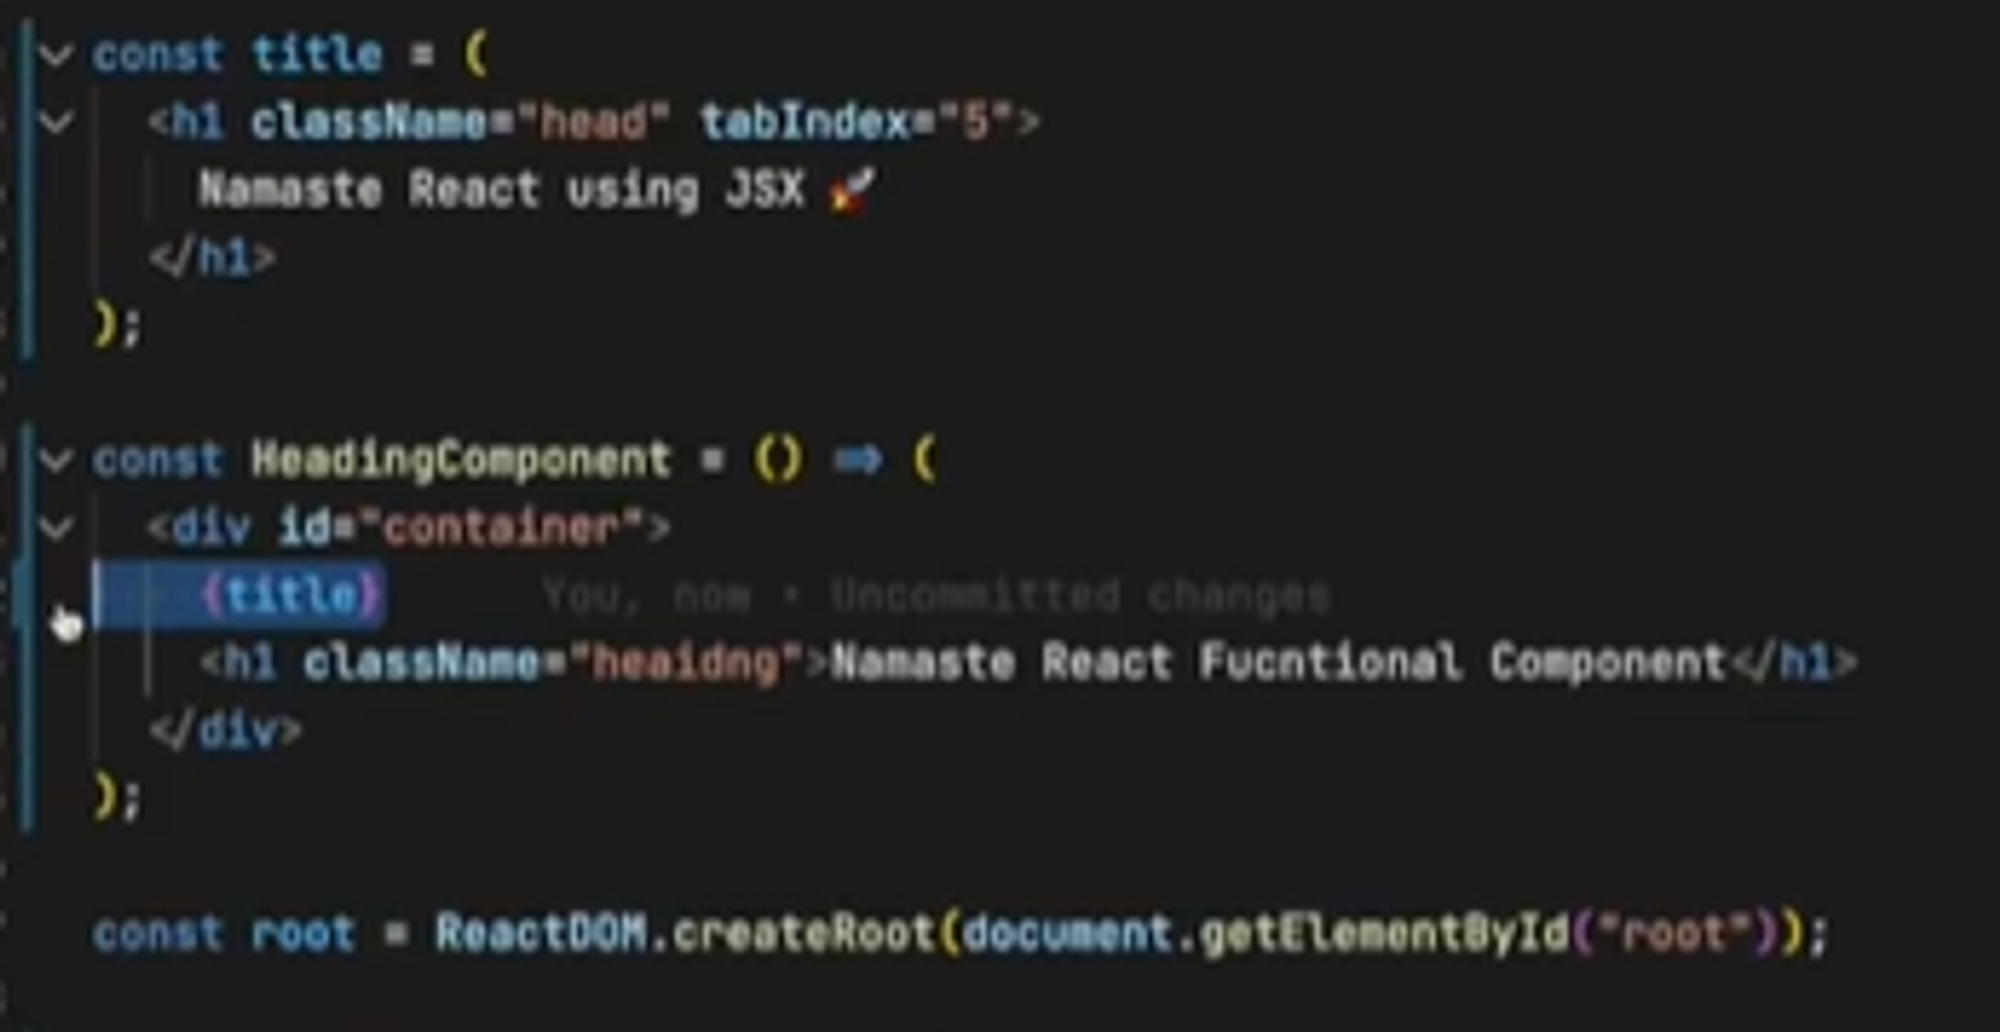 const title = (
<h1 className="head" tabIndex="5">
Namaste React using JSX 🚀
</h1>
);
const HeadingComponent = () => (
<div id="container">
{title} You, now • Uncommitted changes
<h1 className="heaidng">Namaste React Fucntional Component</h1>
</div>
);
const root = ReactDOM.createRoot(document.getElementById("root"));